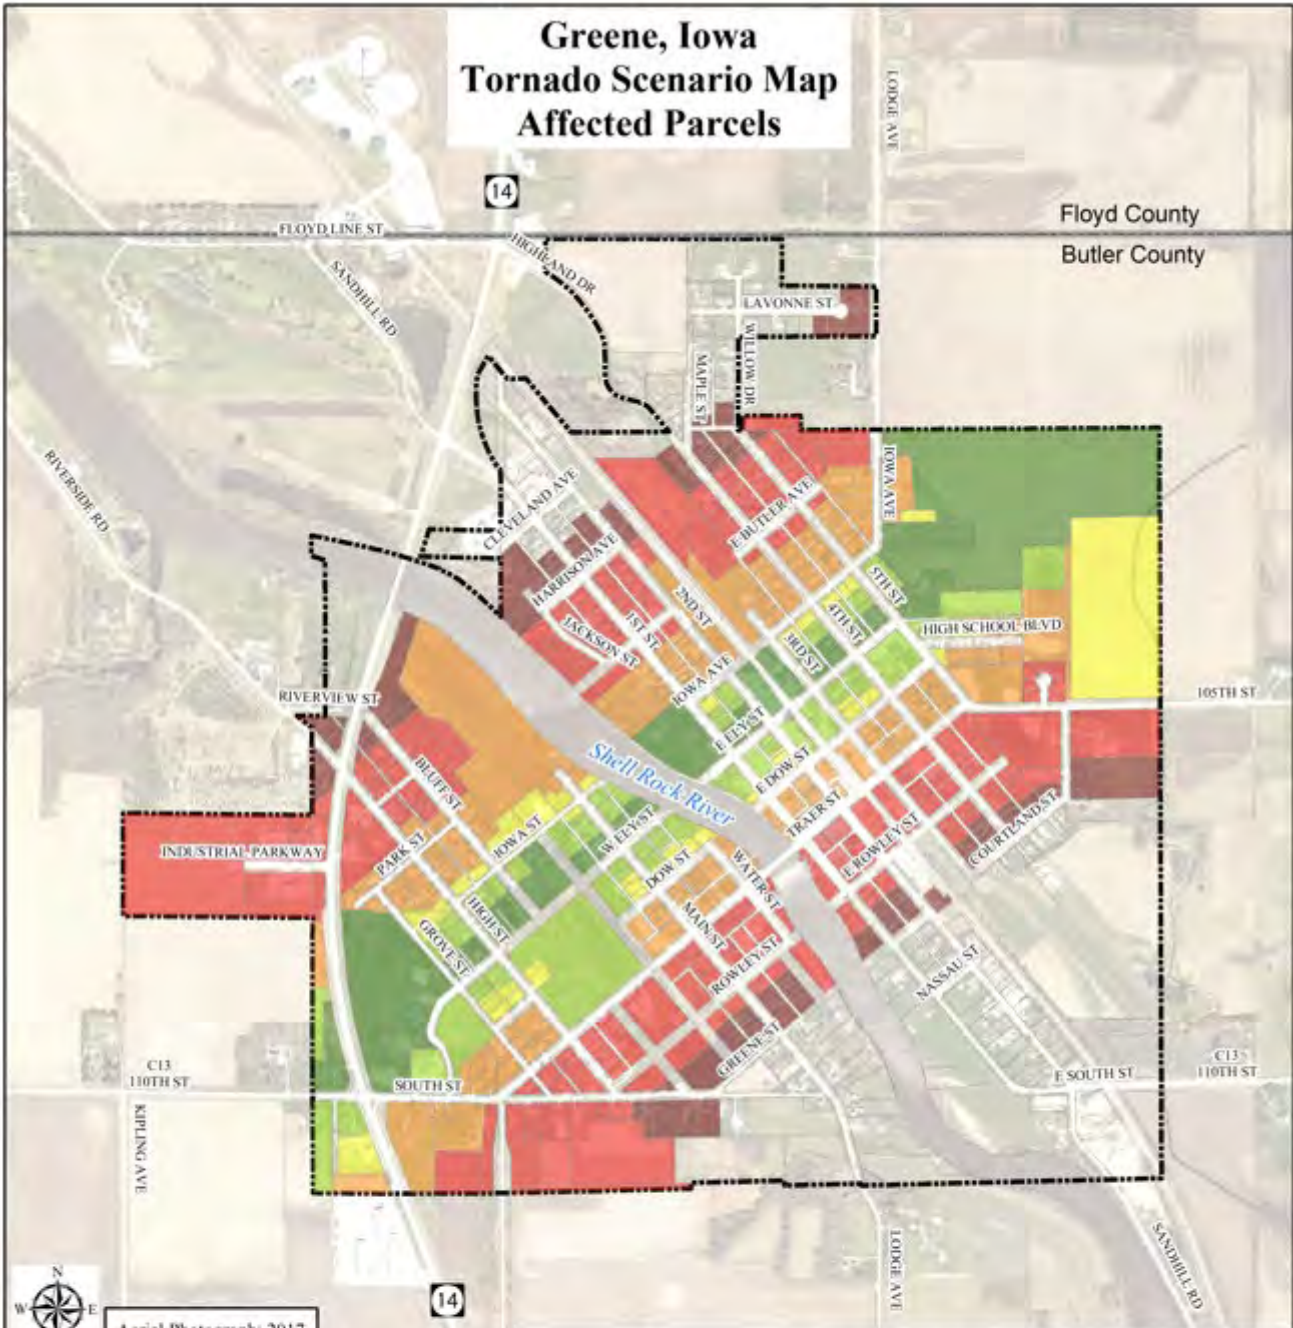 Greene, Iowa
Tornado Scenario Map
Affected Parcels
LODGE AVE
14
Floyd County
FLOYD LINE ST
HIGHLAND DR
Butler County
SANDHILL RD
LAVONNE ST
WILLOW DR
MAPLE ST
RIVERSIDE RD
IOWA AVE
CLEVELAND AVE
E BUTLER AVE
HARRISON AVE
5TH ST
2ND ST
4TH ST
1ST ST
JACKSON ST
3RD ST
HIGH SCHOOL BLVD
IOWA AVE
RIVERVIEW ST
105TH ST
E ELY ST
Shell Rock River
BLUFF ST
E DOW ST
TRAER ST
IOWA ST
W ELY ST
PARK ST
INDUSTRIAL PARKWAY
E ROWLEY ST
COURTLAND ST
DOW ST
WATER ST
HIGH ST
MAIN ST
GROVE ST
ROWLEY ST
NASSAU ST
GREENE ST
C13
110TH ST
SOUTH ST
E SOUTH ST
C13
110TH ST
KIPLING AVE
LODGE AVE
SANDHILL RD
N
W
E
14
Aerial Photography 2017